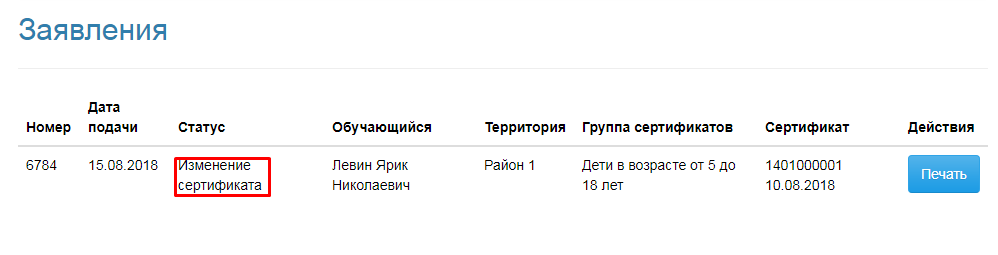 Заявления
Номер Дата подачи Статус Обучающийся Территория Группа сертификатов Сертификат Действия
6784 15.08.2018 Изменение Левин Ярик Район 1 Дети в возрасте от 5 до 1401000001 Печать
сертификата Николаевич 18 лет 10.08.2018